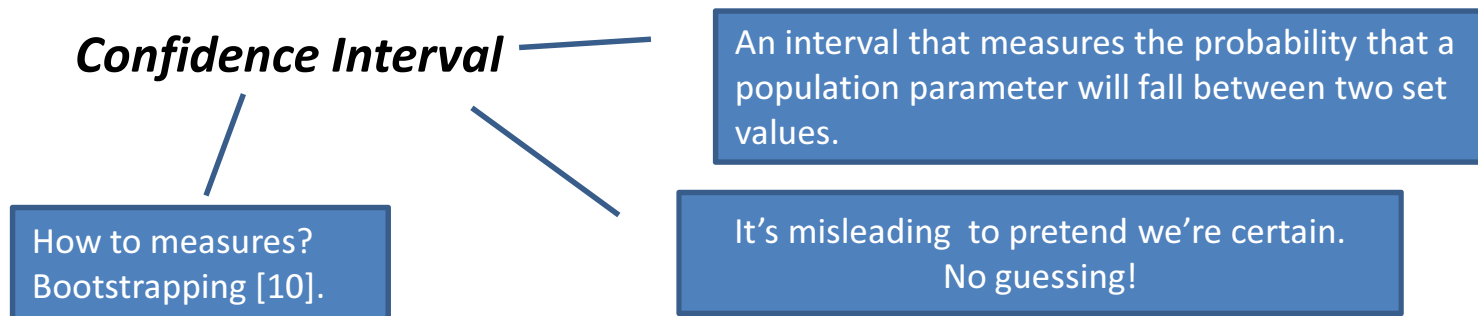 Confidence Interval
An interval that measures the probability that a
population parameter will fall between two set
values.
How to measures?
Bootstrapping [10].
It's misleading  to pretend we're certain.
No guessing!